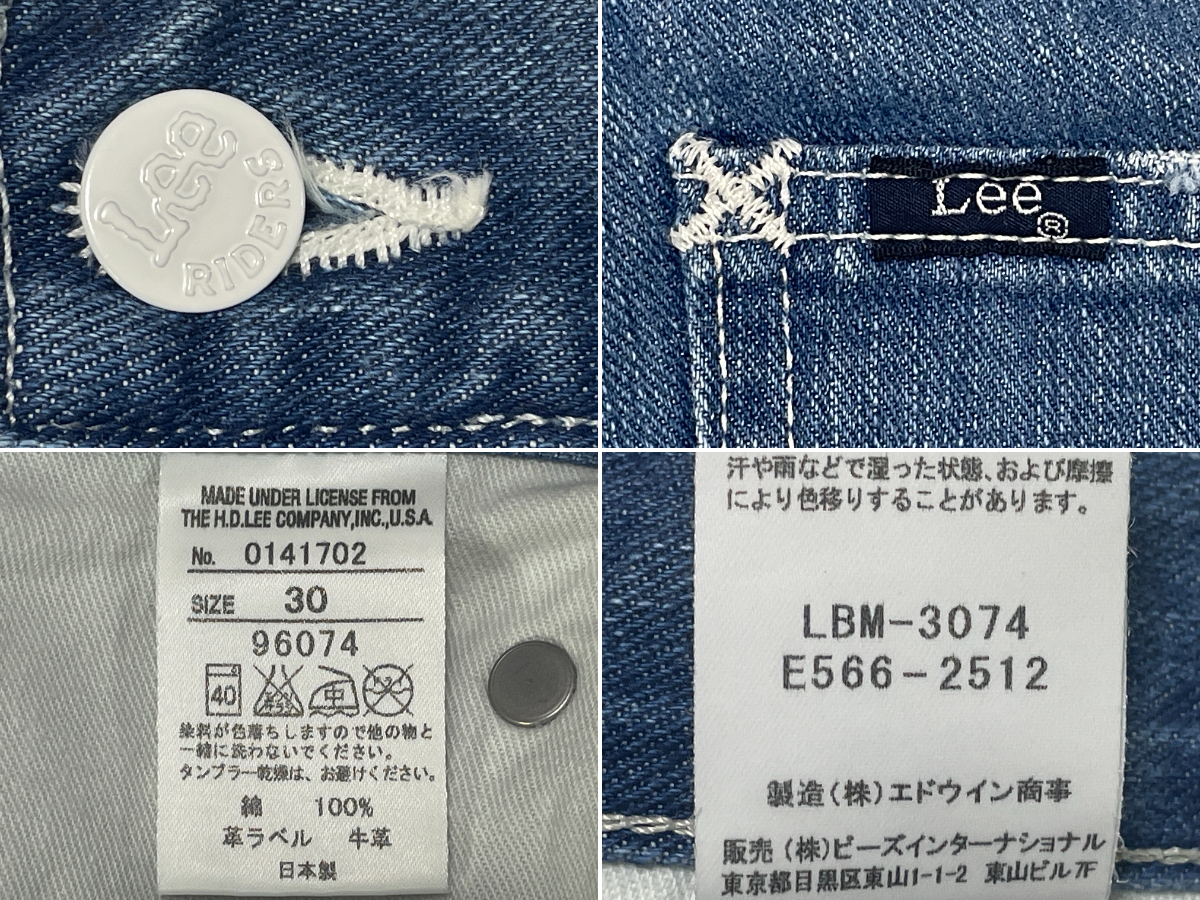 Lee
RIDERS
Lee®
MADE UNDER LICENSE FROM
THE H.D.LEE COMPANY,INC.,U.S.A.
No. 0141702
SIZE 30
96074
40
中
染料が色落ちしますので他の物と
一緒に洗わないでください。
タンブラー乾燥は、お避けください。
綿 100%
革ラベル 牛革
日本製
汗や雨などで湿った状態、および摩擦
により色移りすることがあります。
LBM-3074
E566-2512
製造(株)エドウイン商事
販売(株)ビーズインターナショナル
東京都目黒区東山1-1-2 東山ビル7F